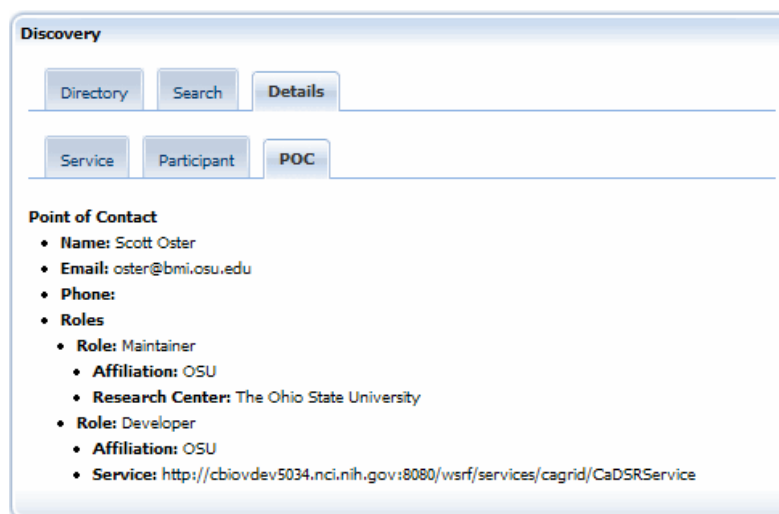 Discovery
Directory Search Details
Service Participant POC
Point of Contact
• Name: Scott Oster
• Email: oster@bmi.osu.edu
• Phone:
• Roles
• Role: Maintainer
• Affiliation: OSU
• Research Center: The Ohio State University
• Role: Developer
• Affiliation: OSU
• Service: http://cbiovdev5034.nci.nih.gov:8080/wsrf/services/cagrid/CaDSRService